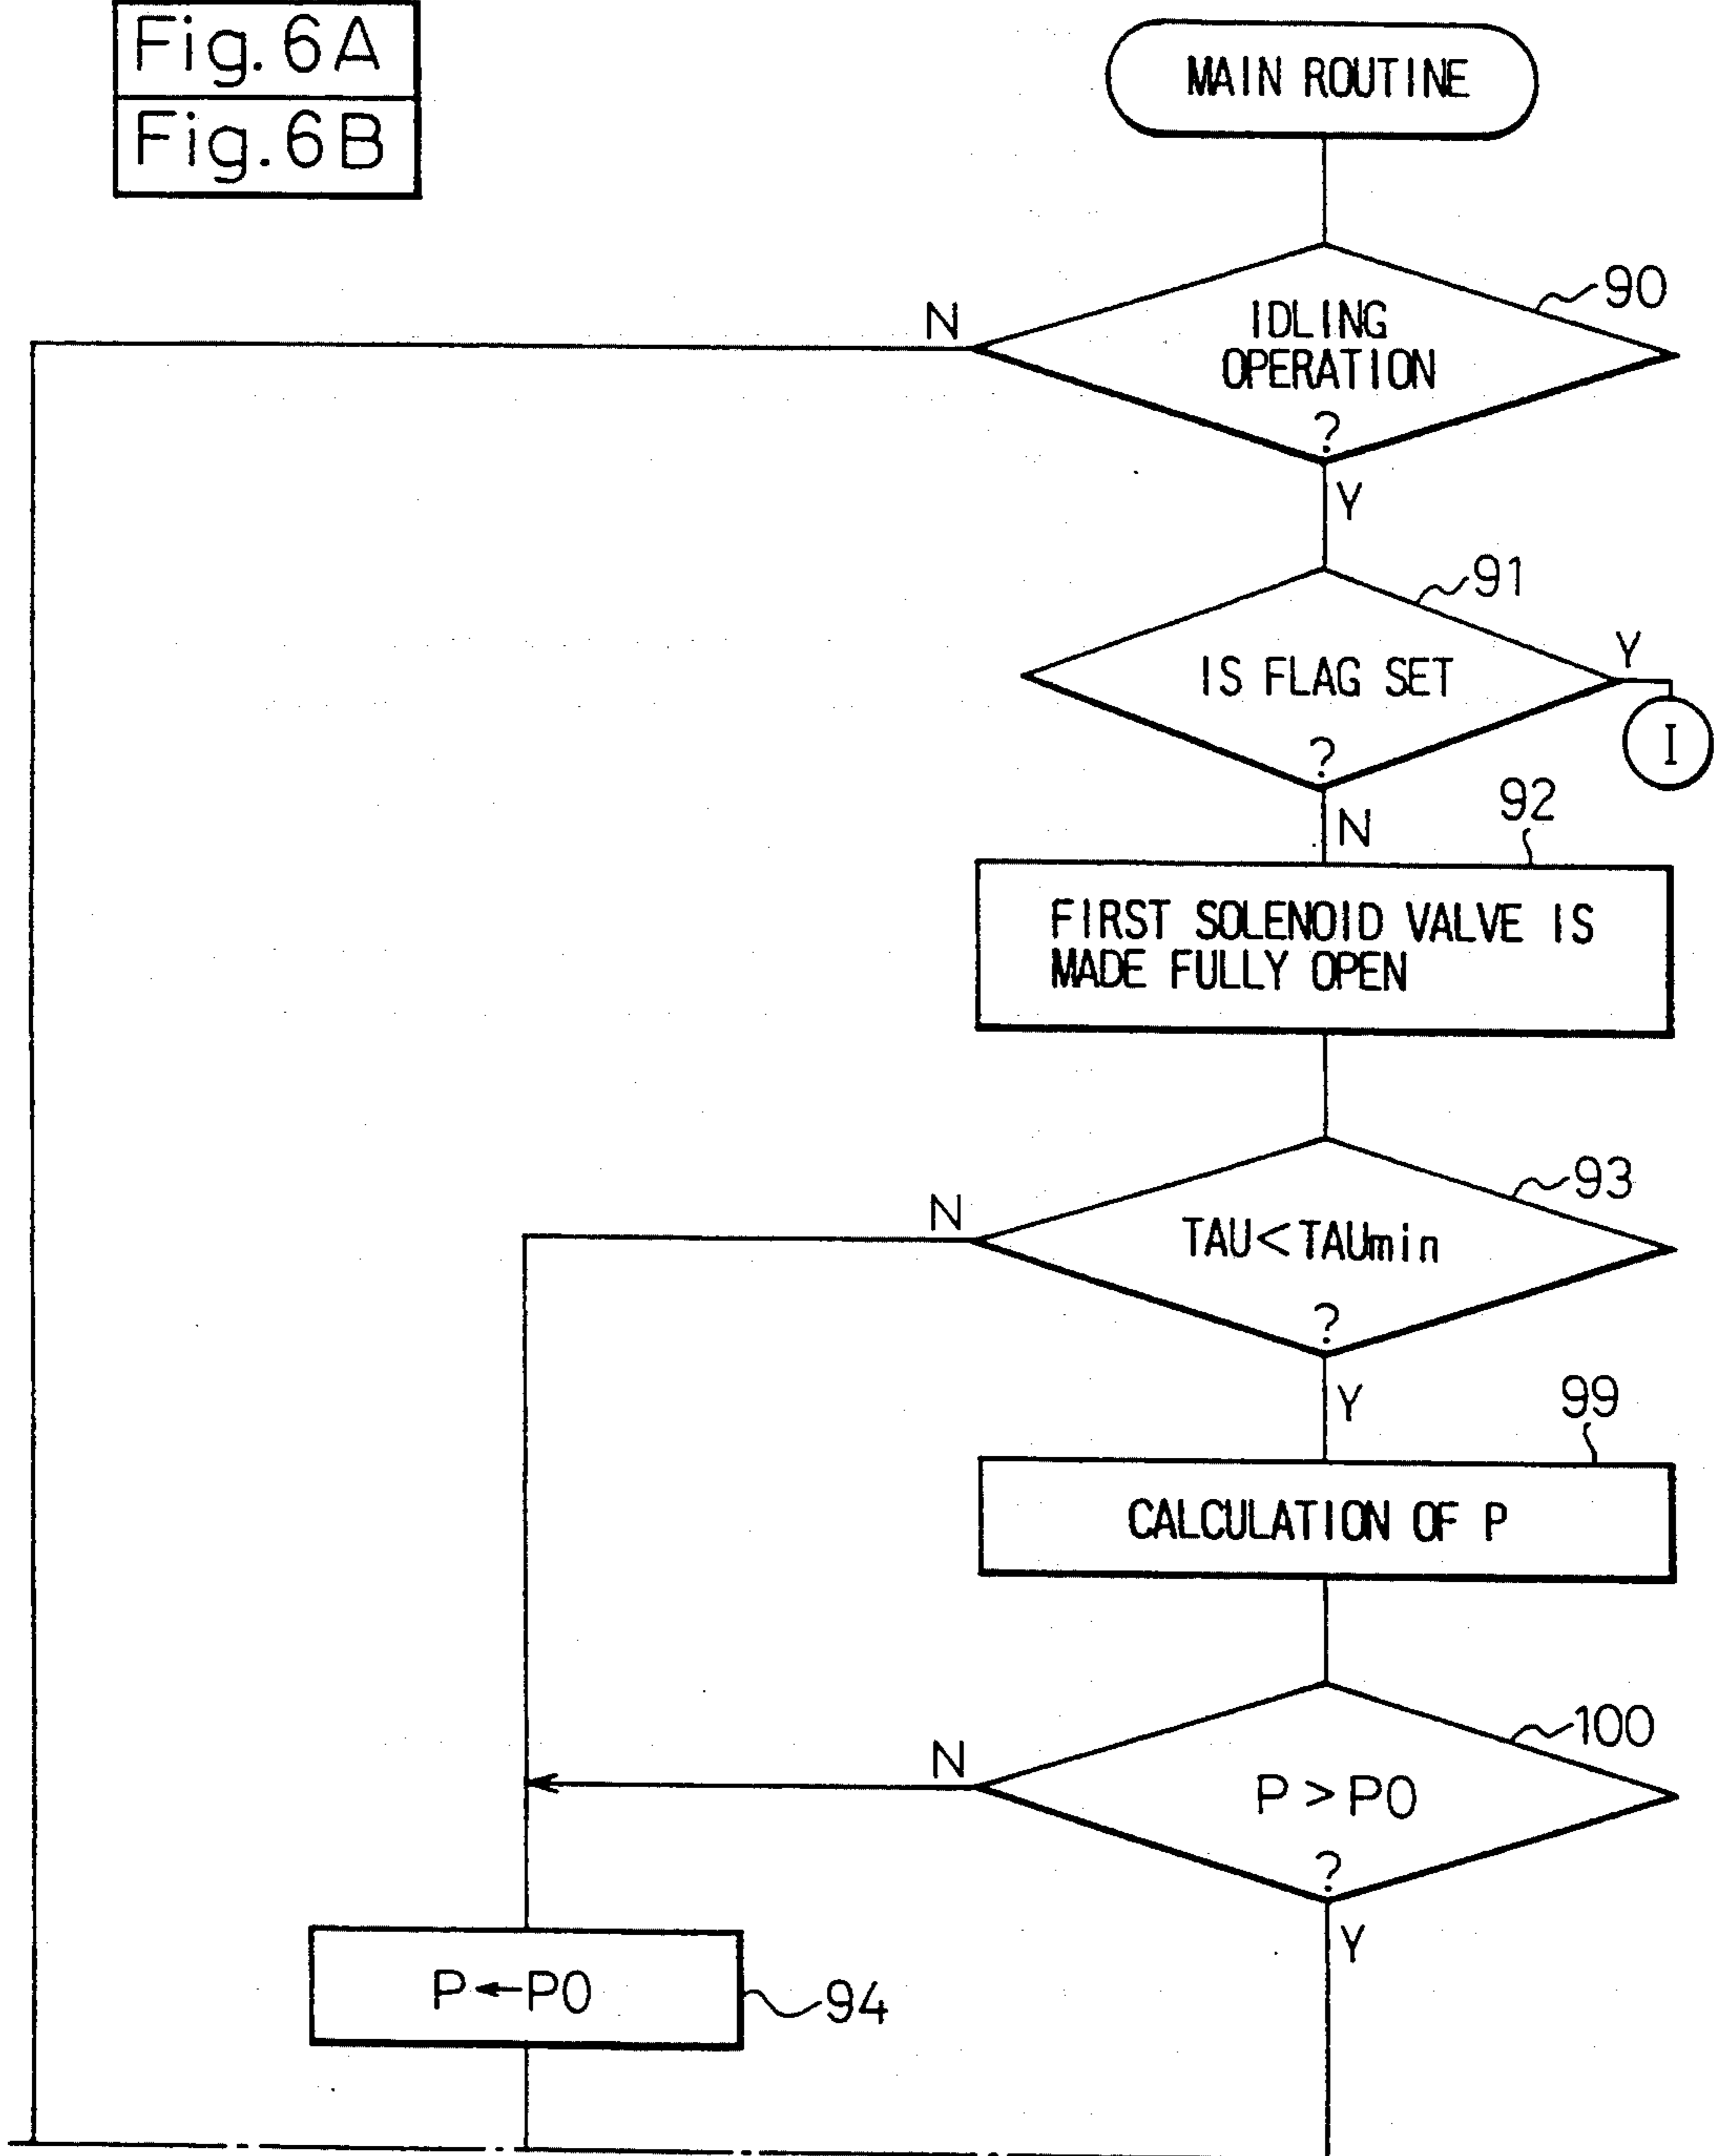 Fig. 6A
Fig. 6B
MAIN ROUTINE
90
N
IDLING
OPERATION
?
Y
91
IS FLAG SET
Y
?
I
N
92
FIRST SOLENOID VALVE IS
MADE FULLY OPEN
93
N
TAU<TAUmin
?
Y
99
CALCULATION OF P
100
N
P > P0
?
Y
P←P0
94